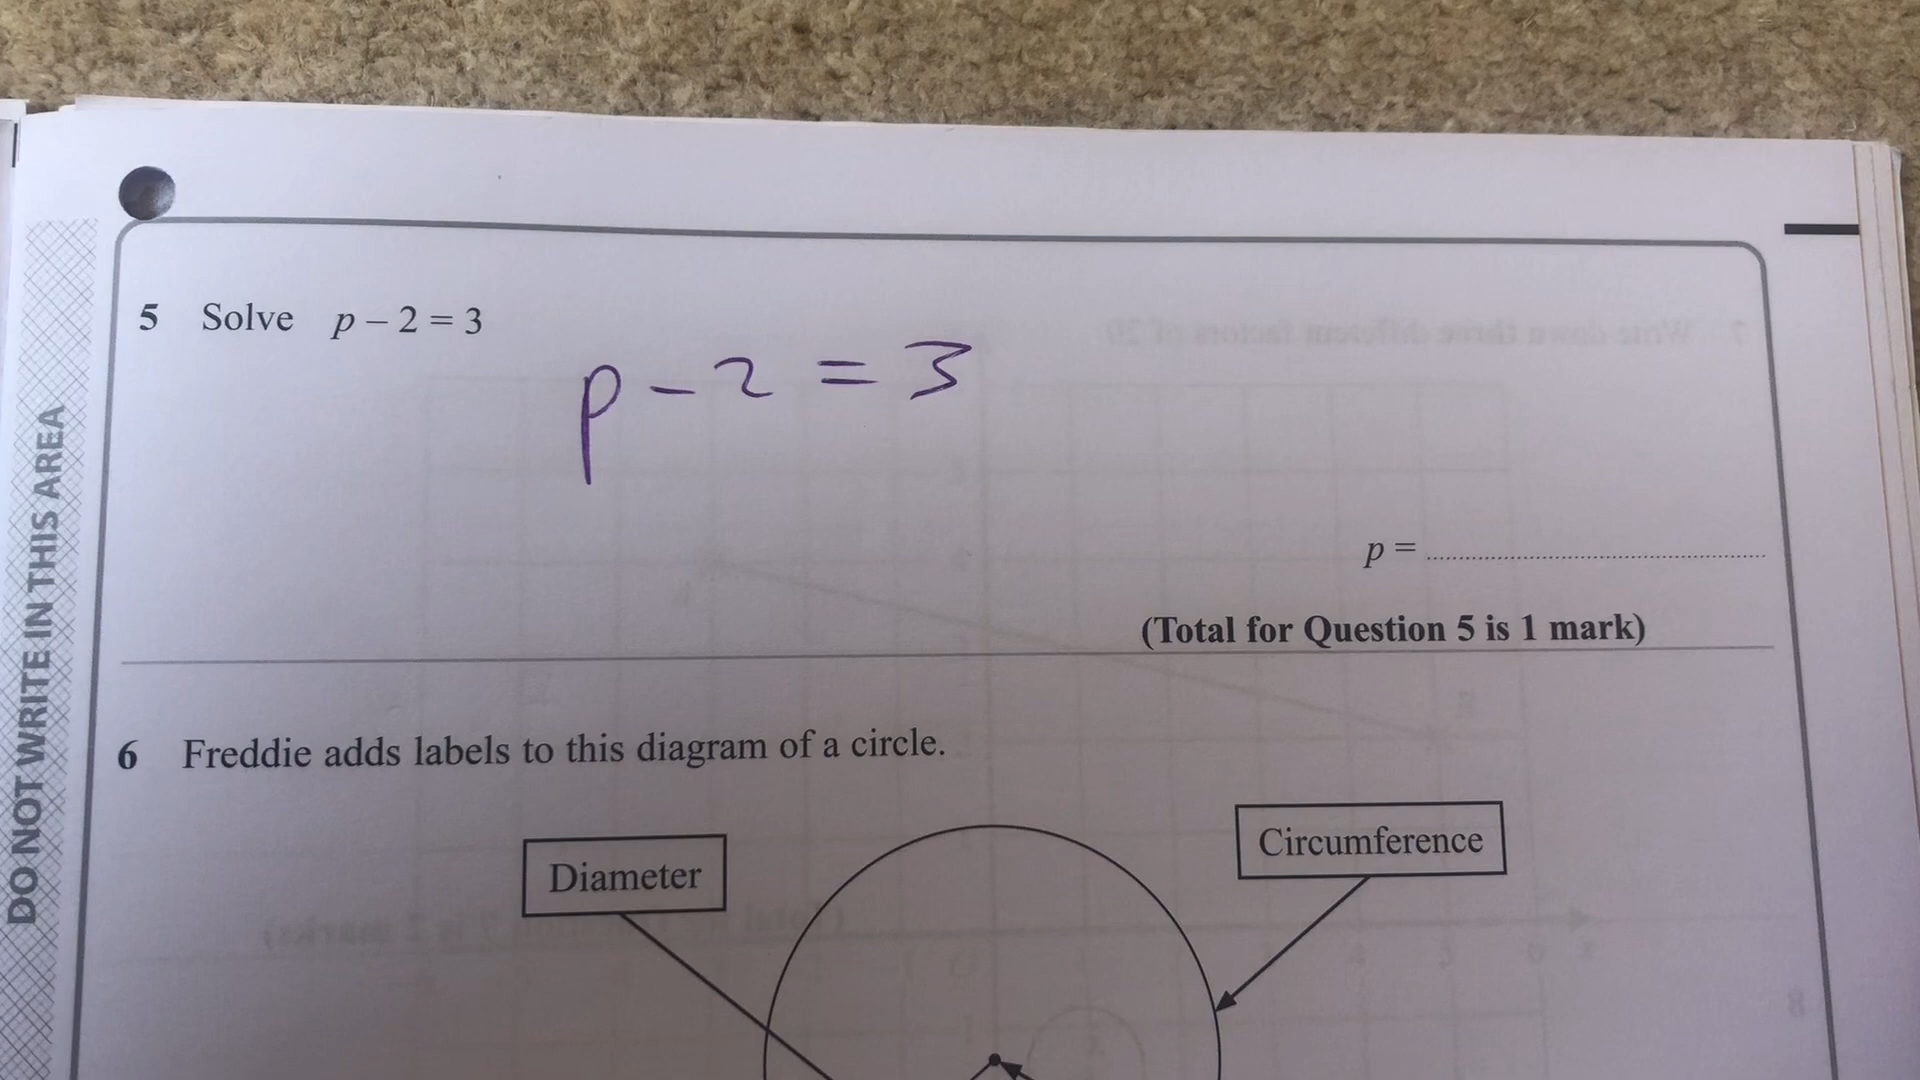 5 Solve p – 2 = 3
p – 2 = 3
p = ........................................
(Total for Question 5 is 1 mark)
6 Freddie adds labels to this diagram of a circle.
Circumference
Diameter
DO NOT WRITE IN THIS AREA